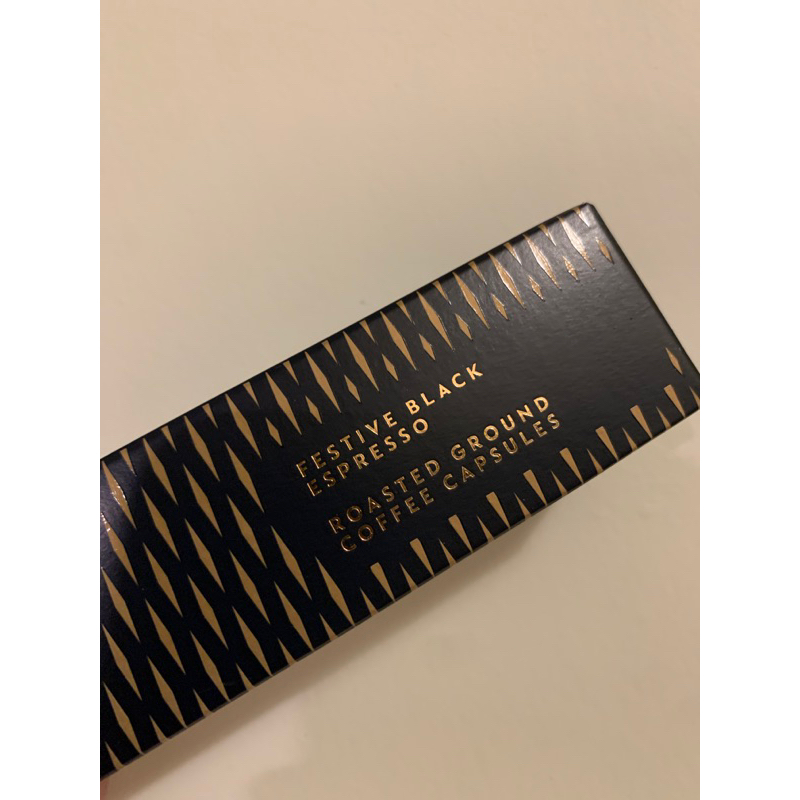 FESTIVE BLACK
ESPRESSO
ROASTED GROUND
COFFEE CAPSULES